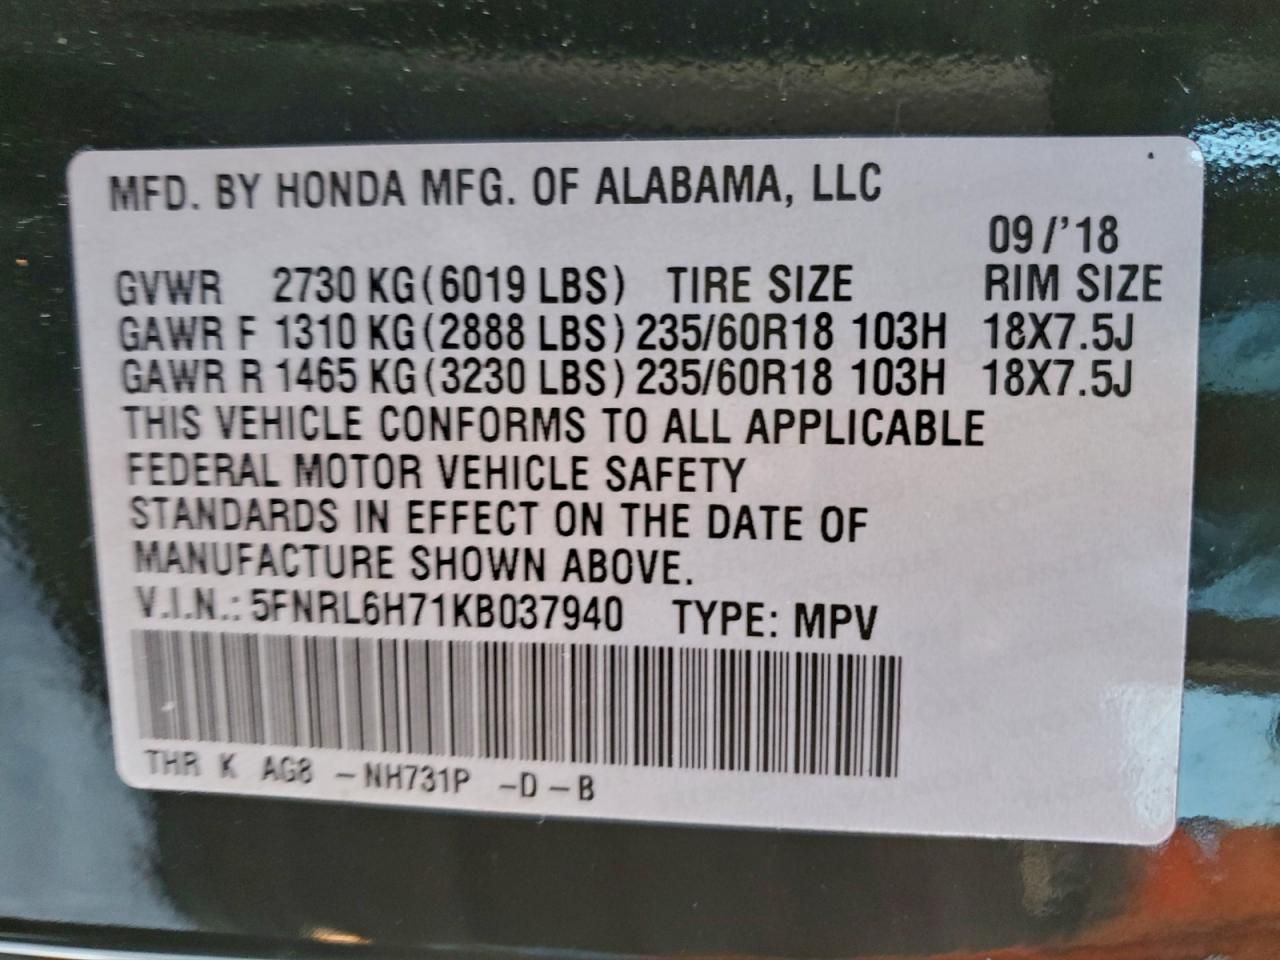 MFD. BY HONDA MFG. OF ALABAMA, LLC
09/'18
GVWR 2730 KG(6019 LBS) TIRE SIZE RIM SIZE
GAWR F 1310 KG(2888 LBS) 235/60R18 103H 18X7.5J
GAWR R 1465 KG(3230 LBS) 235/60R18 103H 18X7.5J
THIS VEHICLE CONFORMS TO ALL APPLICABLE
FEDERAL MOTOR VEHICLE SAFETY
STANDARDS IN EFFECT ON THE DATE OF
MANUFACTURE SHOWN ABOVE.
V.I.N.: 5FNRL6H71KB037940 TYPE: MPV
THR K AG8 -NH731P -D-B